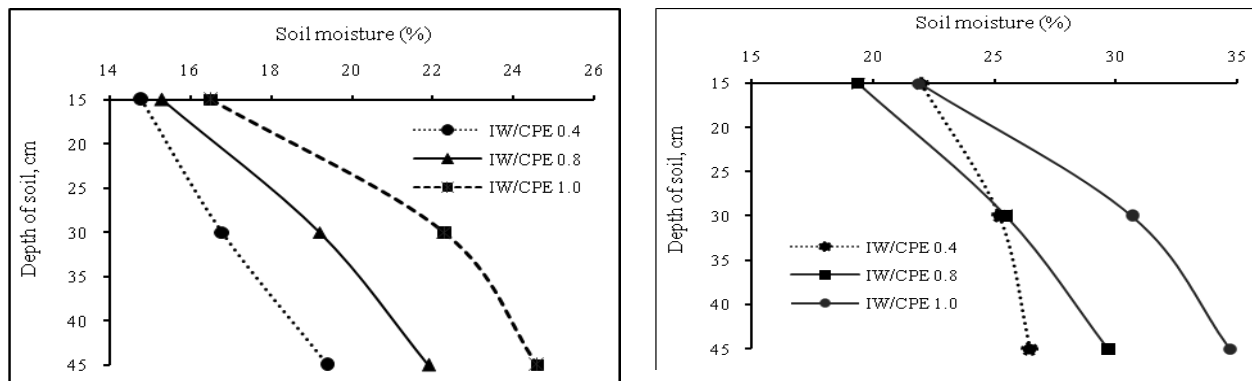 Soil moisture (%)
14 16 18 20 22 24 26
15
25
30
35
40
45
Depth of soil, cm
IW/CPE 0.4
IW/CPE 0.8
IW/CPE 1.0
Soil moisture (%)
15 20 25 30 35
15
20
25
30
35
40
45
Depth of soil, cm
IW/CPE 0.4
IW/CPE 0.8
IW/CPE 1.0